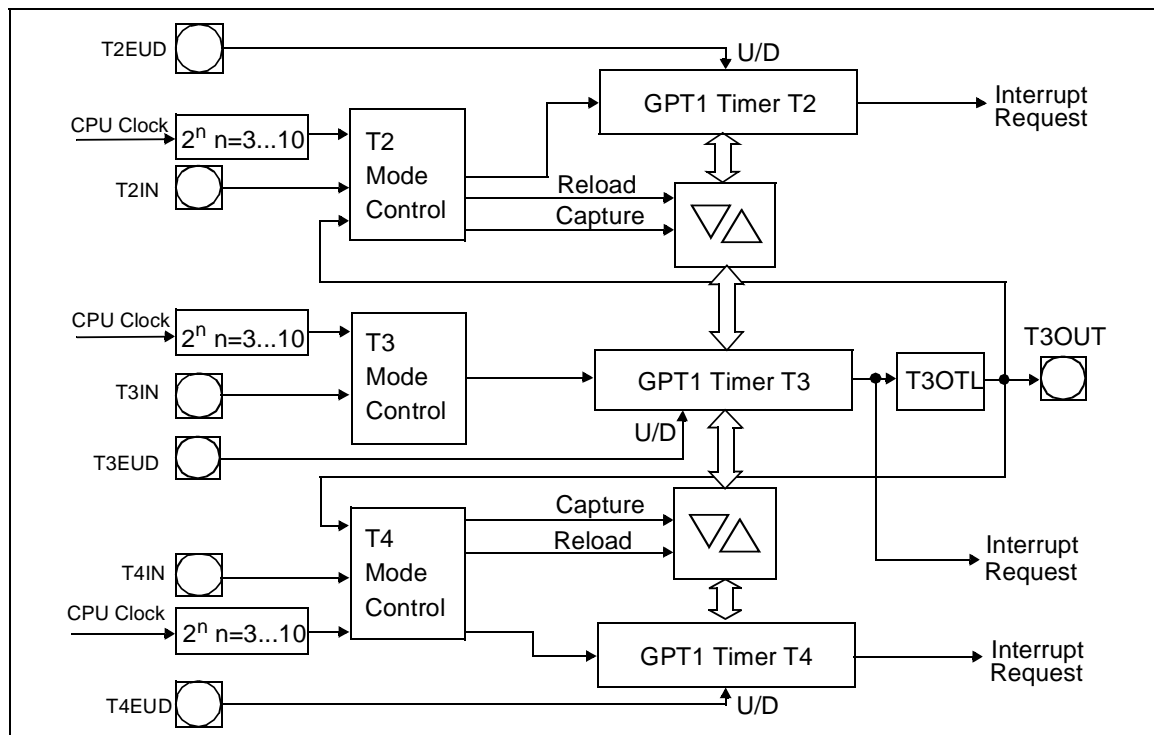 T2EUD
U/D
GPT1 Timer T2
Interrupt
Request
CPU Clock
2ⁿ n=3...10
T2
Mode
Control
T2IN
Reload
Capture
CPU Clock
2ⁿ n=3...10
T3
Mode
Control
T3OUT
GPT1 Timer T3
T3OTL
T3IN
U/D
T3EUD
Capture
T4
Mode
Control
Reload
Interrupt
Request
T4IN
CPU Clock
2ⁿ n=3...10
GPT1 Timer T4
Interrupt
Request
T4EUD
U/D